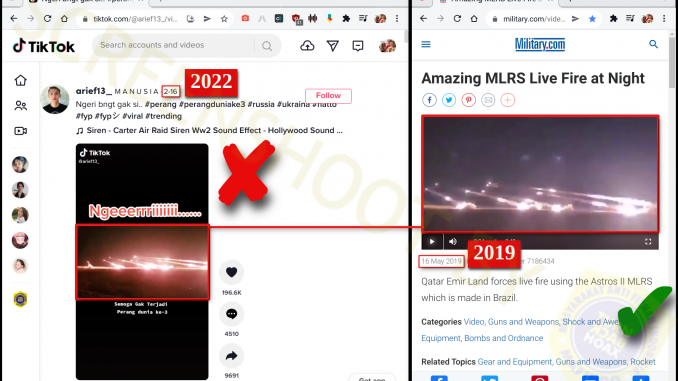 tiktok.com/@arief13_/vi...
TikTok
Search accounts and videos
2022
arief13_ MANUSIA 2-16
Follow
Ngeri bngt gak si.. #perang #perangduniake3 #russia #ukraina #natto
#fyp #fypシ #viral #trending
Siren - Carter Air Raid Siren Ww2 Sound Effect - Hollywood Sound ...
TikTok
@arief13_
Ngeeerrriiiiiii......
Semoga Gak Terjadi
Perang dunia ke-3
196.6K
4510
9691
Get app
military.com/vide...
Military.com
Amazing MLRS Live Fire at Night
16 May 2019
2019
7186434
Qatar Emir Land forces live fire using the Astros II MLRS
which is made in Brazil.
Categories Video, Guns and Weapons, Shock and Awe
Equipment, Bombs and Ordnance
Related Topics Gear and Equipment, Guns and Weapons, Rocket